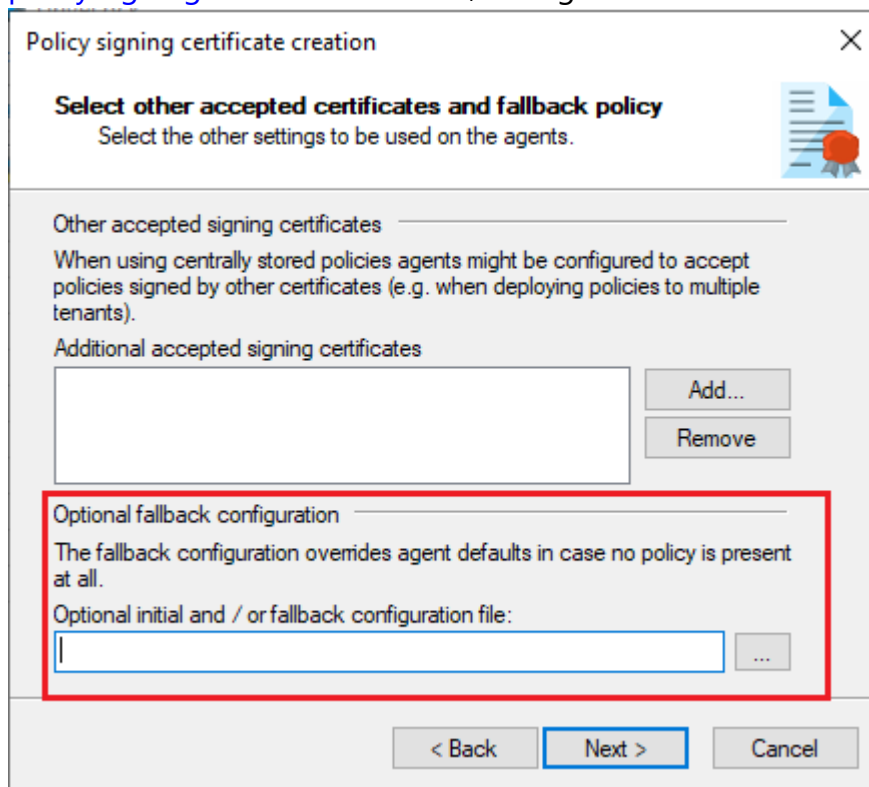 Policy signing certificate creation
Select other accepted certificates and fallback policy
Select the other settings to be used on the agents.
Other accepted signing certificates
When using centrally stored policies agents might be configured to accept
policies signed by other certificates (e.g. when deploying policies to multiple
tenants).
Additional accepted signing certificates
Add...
Remove
Optional fallback configuration
The fallback configuration overrides agent defaults in case no policy is present
at all.
Optional initial and / or fallback configuration file:
...
< Back
Next >
Cancel